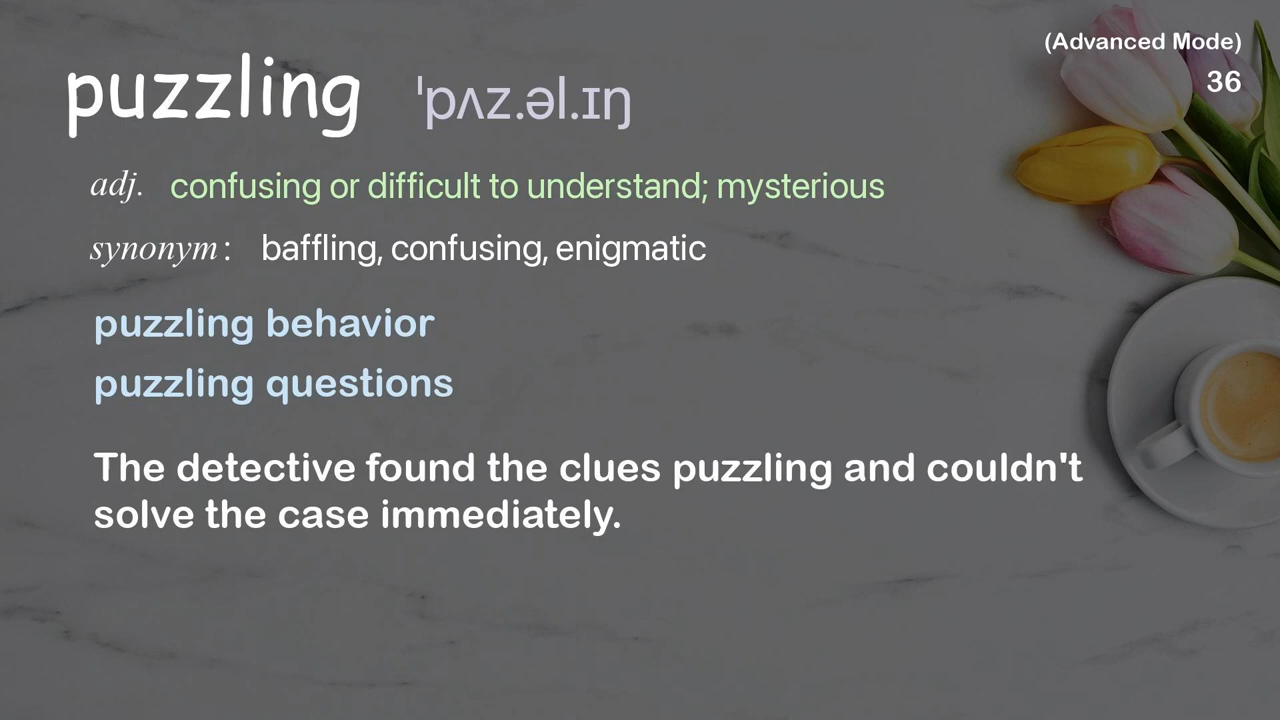 (Advanced Mode)
36
puzzling ˈpʌz.əl.ɪŋ
adj. confusing or difficult to understand; mysterious
synonym: baffling, confusing, enigmatic
puzzling behavior
puzzling questions
The detective found the clues puzzling and couldn't
solve the case immediately.